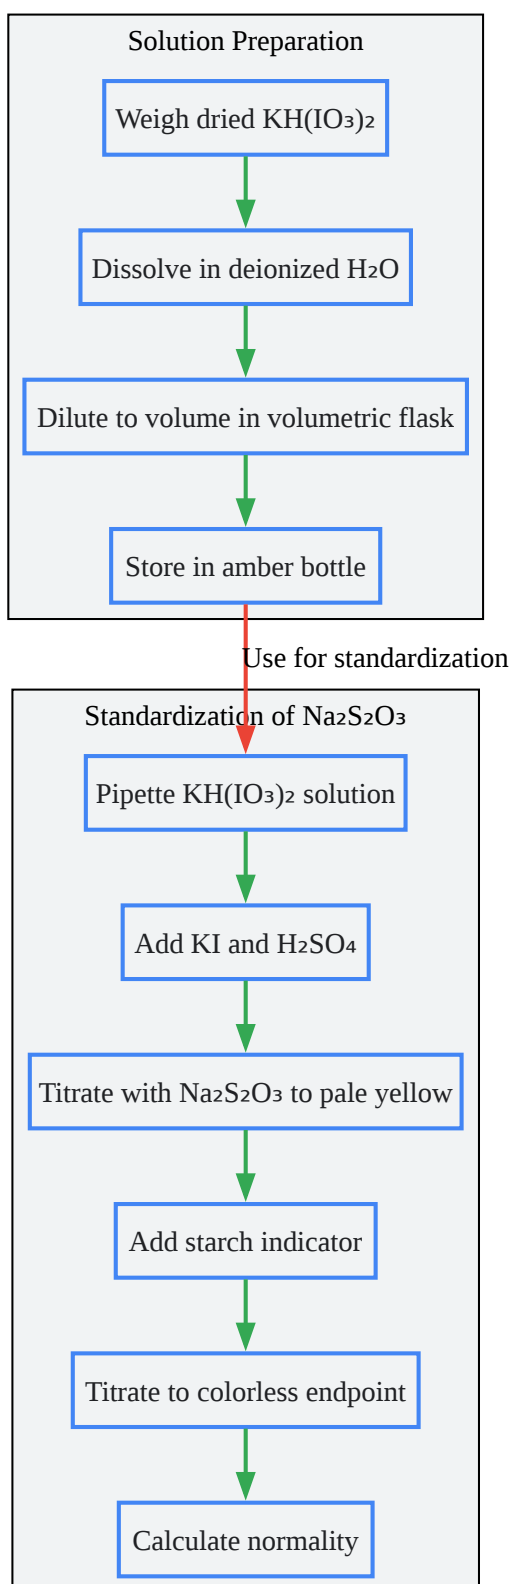 Solution Preparation
Weigh dried KH(IO₃)₂
Dissolve in deionized H₂O
Dilute to volume in volumetric flask
Store in amber bottle
Use for standardization
Standardization of Na₂S₂O₃
Pipette KH(IO₃)₂ solution
Add KI and H₂SO₄
Titrate with Na₂S₂O₃ to pale yellow
Add starch indicator
Titrate to colorless endpoint
Calculate normality